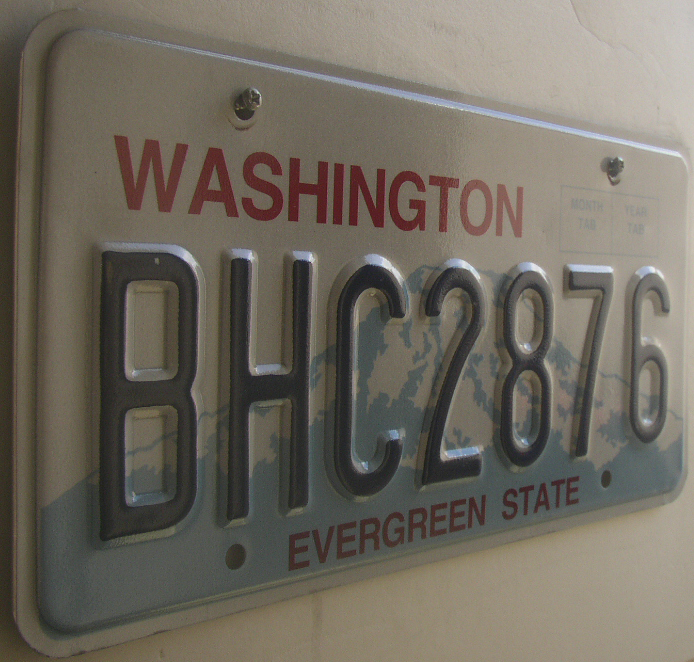 WASHINGTON
MONTH TAB
YEAR TAB
BHC2876
EVERGREEN STATE